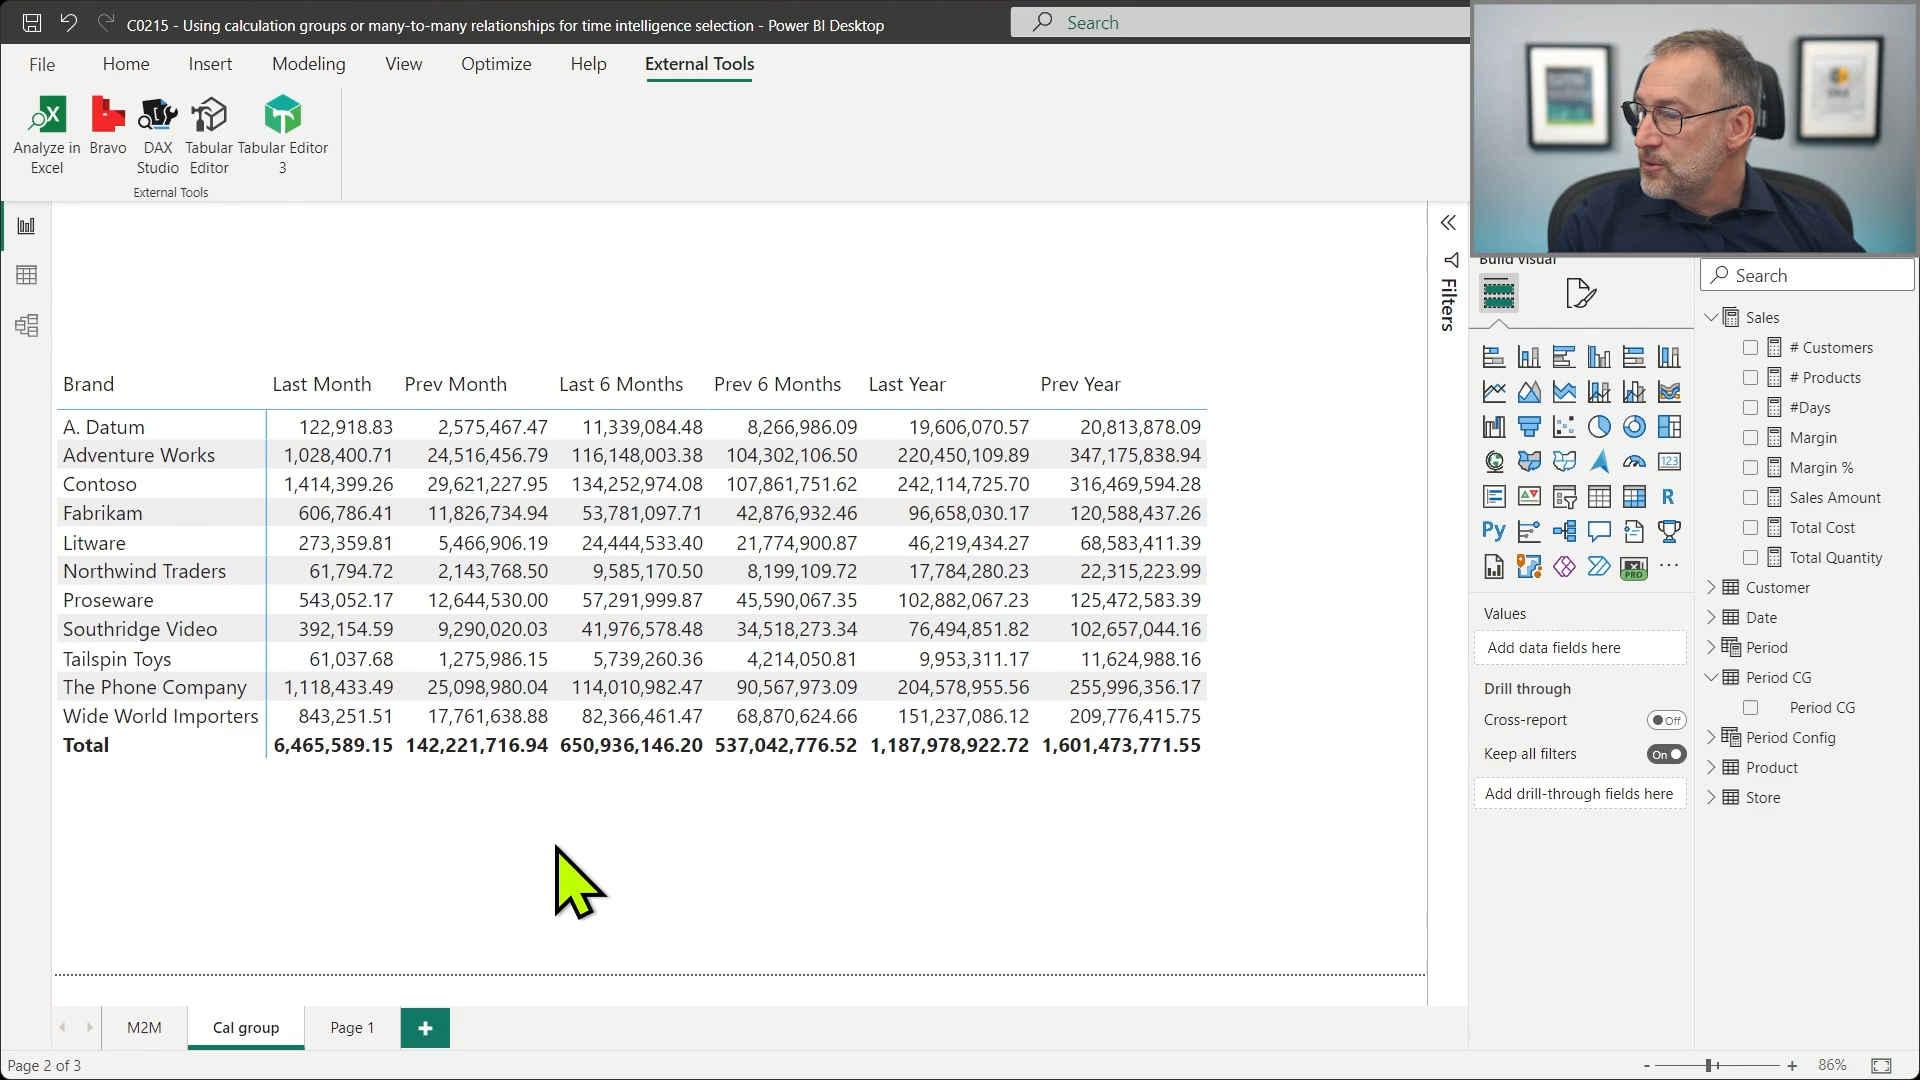 C0215 - Using calculation groups or many-to-many relationships for time intelligence selection - Power BI Desktop
Search
File Home Insert Modeling View Optimize Help External Tools
Analyze in Excel
Bravo
DAX Studio
Tabular Editor
Tabular Editor 3
External Tools
Filters
Brand Last Month Prev Month Last 6 Months Prev 6 Months Last Year Prev Year
A. Datum 122,918.83 2,575,467.47 11,339,084.48 8,266,986.09 19,606,070.57 20,813,878.09
Adventure Works 1,028,400.71 24,516,456.79 116,148,003.38 104,302,106.50 220,450,109.89 347,175,838.94
Contoso 1,414,399.26 29,621,227.95 134,252,974.08 107,861,751.62 242,114,725.70 316,469,594.28
Fabrikam 606,786.41 11,826,734.94 53,781,097.71 42,876,932.46 96,658,030.17 120,588,437.26
Litware 273,359.81 5,466,906.19 24,444,533.40 21,774,900.87 46,219,434.27 68,583,411.39
Northwind Traders 61,794.72 2,143,768.50 9,585,170.50 8,199,109.72 17,784,280.23 22,315,223.99
Proseware 543,052.17 12,644,530.00 57,291,999.87 45,590,067.35 102,882,067.23 125,472,583.39
Southridge Video 392,154.59 9,290,020.03 41,976,578.48 34,518,273.34 76,494,851.82 102,657,044.16
Tailspin Toys 61,037.68 1,275,986.15 5,739,260.36 4,214,050.81 9,953,311.17 11,624,988.16
The Phone Company 1,118,433.49 25,098,980.04 114,010,982.47 90,567,973.09 204,578,955.56 255,996,356.17
Wide World Importers 843,251.51 17,761,638.88 82,366,461.47 68,870,624.66 151,237,086.12 209,776,415.75
Total 6,465,589.15 142,221,716.94 650,936,146.20 537,042,776.52 1,187,978,922.72 1,601,473,771.55
Build visual
123
R
Py
PRO
...
Values
Add data fields here
Drill through
Cross-report Off
Keep all filters On
Add drill-through fields here
Search
Sales
# Customers
# Products
#Days
Margin
Margin %
Sales Amount
Total Cost
Total Quantity
Customer
Date
Period
Period CG
Period CG
Period Config
Product
Store
M2M Cal group Page 1 +
Page 2 of 3
- + 86%